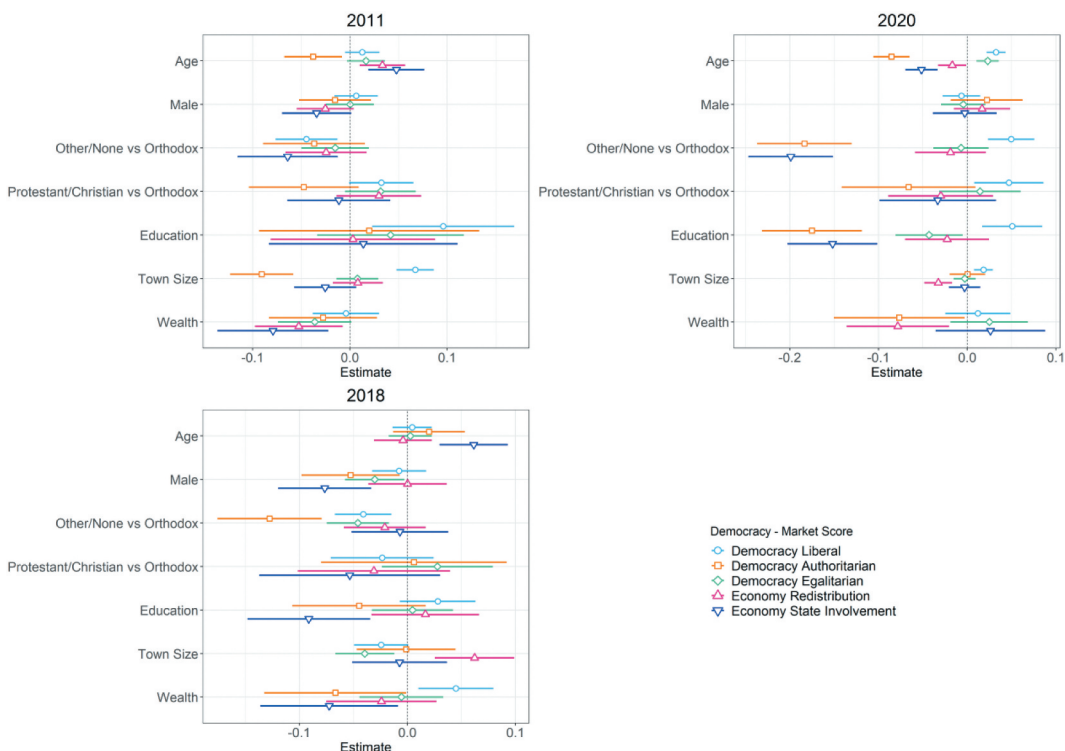 2011
Age
Male
Other/None vs Orthodox
Protestant/Christian vs Orthodox
Education
Town Size
Wealth
-0.1
0.0
0.1
Estimate
2020
Age
Male
Other/None vs Orthodox
Protestant/Christian vs Orthodox
Education
Town Size
Wealth
-0.2
-0.1
0.0
0.1
Estimate
2018
Age
Male
Other/None vs Orthodox
Protestant/Christian vs Orthodox
Education
Town Size
Wealth
-0.1
0.0
0.1
Estimate
Democracy - Market Score
Democracy Liberal
Democracy Authoritarian
Democracy Egalitarian
Economy Redistribution
Economy State Involvement